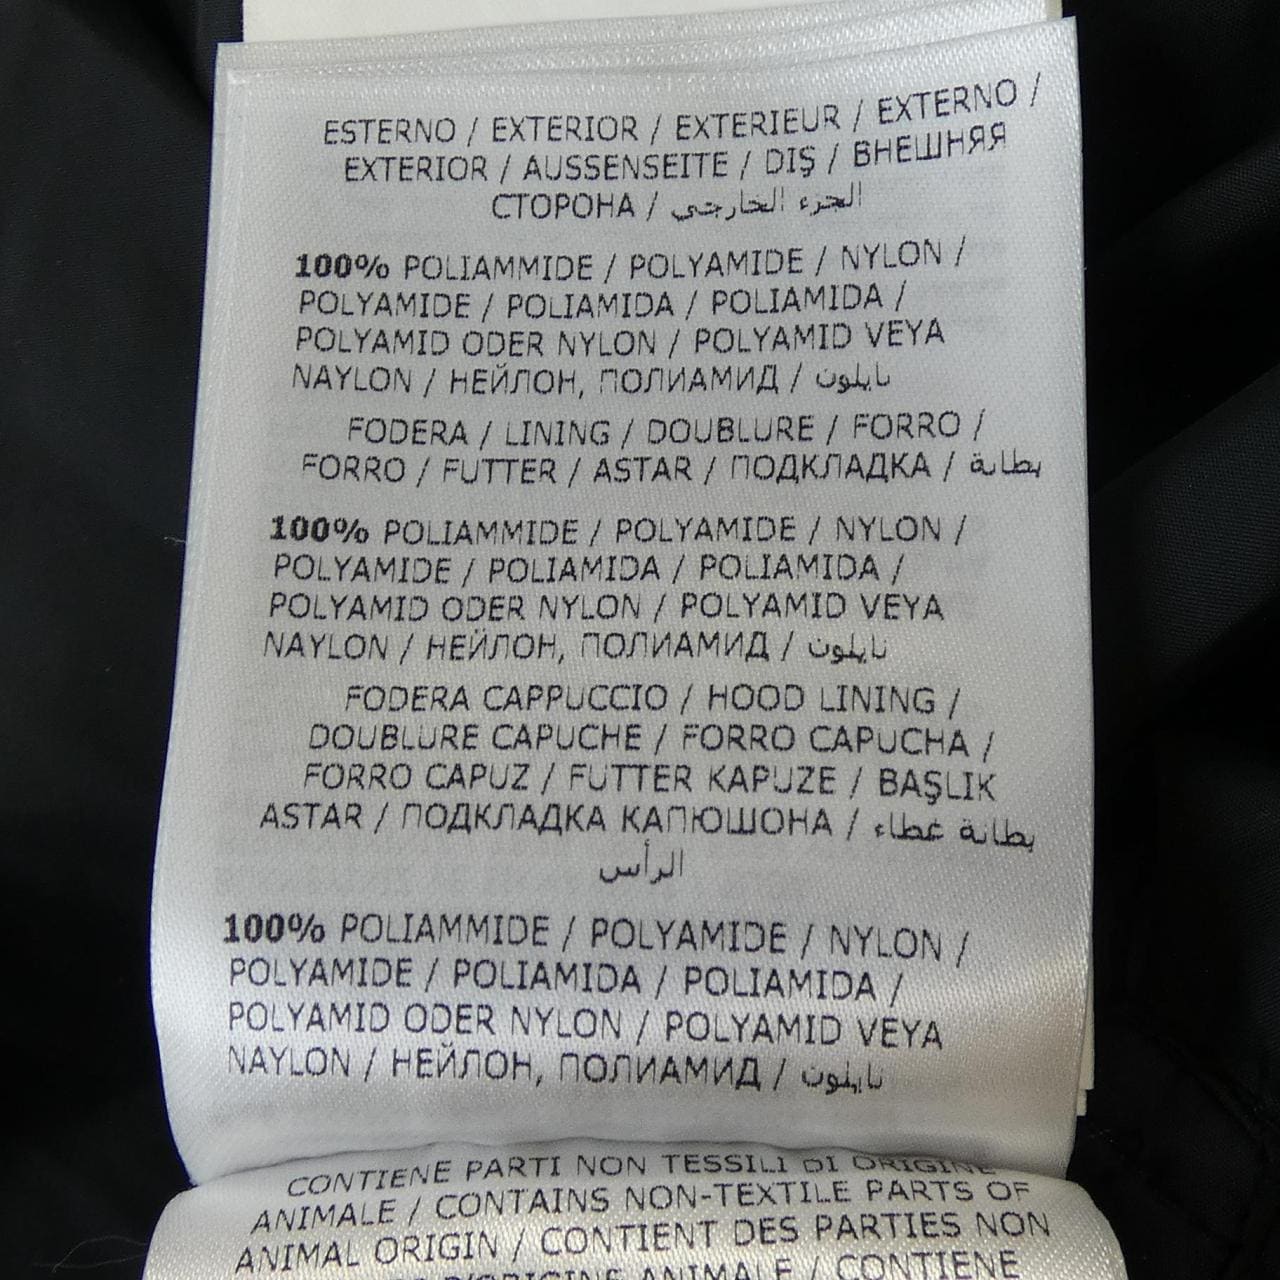 ESTERNO / EXTERIOR / EXTERIEUR / EXTERNO /
EXTERIOR / AUSSENSEITE / DIŞ / ВНЕШНЯЯ
СТОРОНА / الجزء الخارجي
100% POLIAMMIDE / POLYAMIDE / NYLON /
POLYAMIDE / POLIAMIDA / POLIAMIDA /
POLYAMID ODER NYLON / POLYAMID VEYA
NAYLON / НЕЙЛОН, ПОЛИАМИД / نايلون
FODERA / LINING / DOUBLURE / FORRO /
FORRO / FUTTER / ASTAR / ПОДКЛАДКА / بطانة
100% POLIAMMIDE / POLYAMIDE / NYLON /
POLYAMIDE / POLIAMIDA / POLIAMIDA /
POLYAMID ODER NYLON / POLYAMID VEYA
NAYLON / НЕЙЛОН, ПОЛИАМИД / نايلون
FODERA CAPPUCCIO / HOOD LINING /
DOUBLURE CAPUCHE / FORRO CAPUCHA /
FORRO CAPUZ / FUTTER KAPUZE / BAŞLIK
ASTAR / ПОДКЛАДКА КАПЮШОНА / بطانة غطاء
الرأس
100% POLIAMMIDE / POLYAMIDE / NYLON /
POLYAMIDE / POLIAMIDA / POLIAMIDA /
POLYAMID ODER NYLON / POLYAMID VEYA
NAYLON / НЕЙЛОН, ПОЛИАМИД / نايلون
CONTIENE PARTI NON TESSILI DI ORIGINE
ANIMALE / CONTAINS NON-TEXTILE PARTS OF
ANIMAL ORIGIN / CONTIENT DES PARTIES NON
D'ORIGINE ANIMALE / CONTIENE